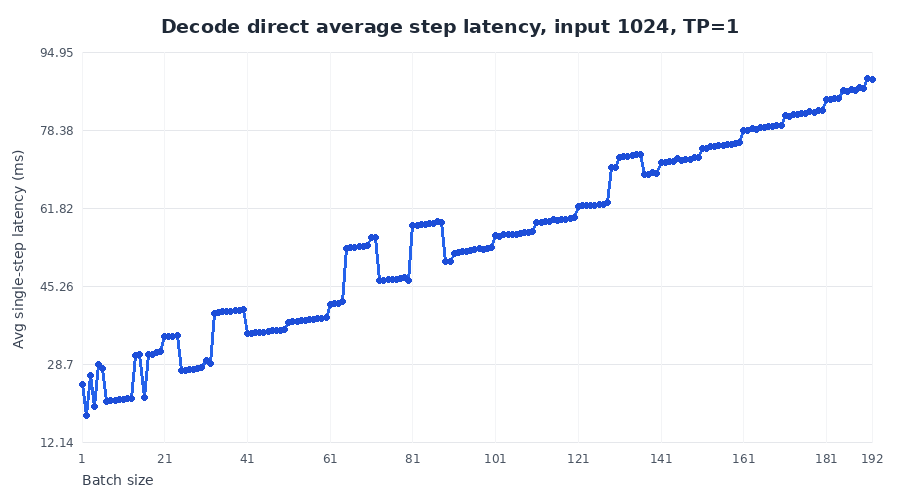 Decode direct average step latency, input 1024, TP=1
94.95
78.38
61.82
45.26
28.7
12.14
Avg single-step latency (ms)
1 21 41 61 81 101 121 141 161 181 192
Batch size